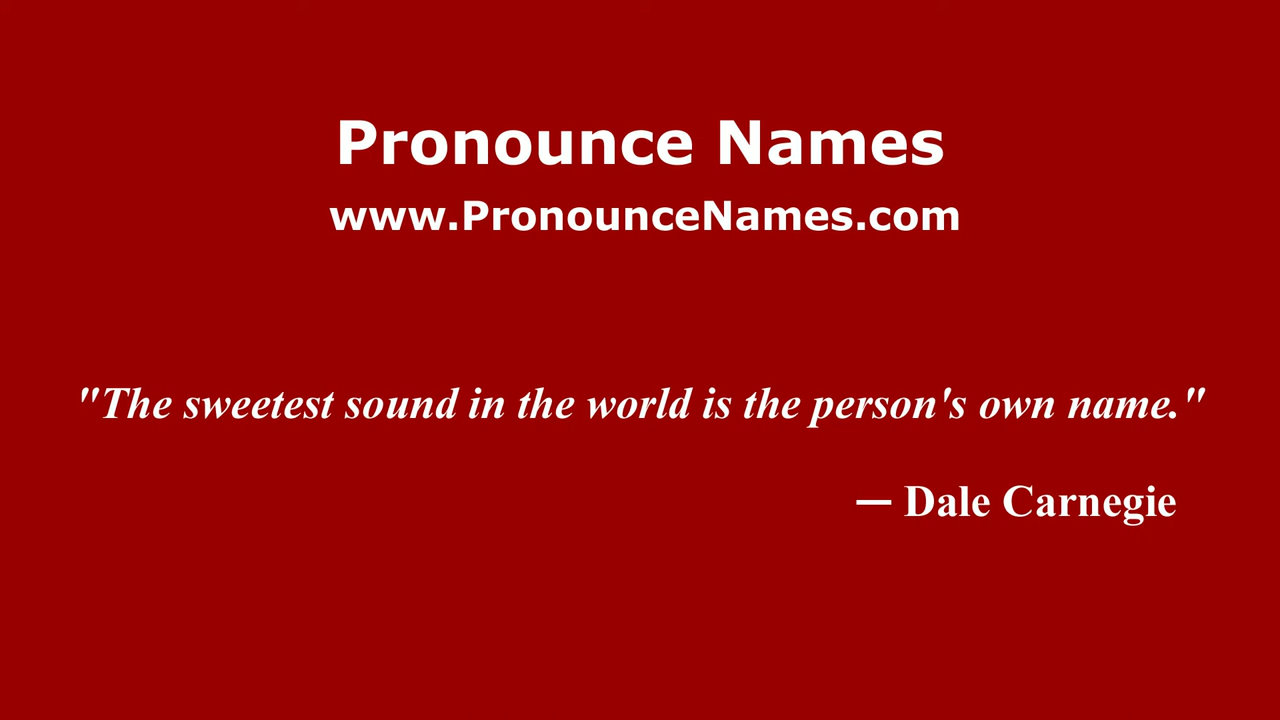 Pronounce Names
www.PronounceNames.com
"The sweetest sound in the world is the person's own name."
— Dale Carnegie